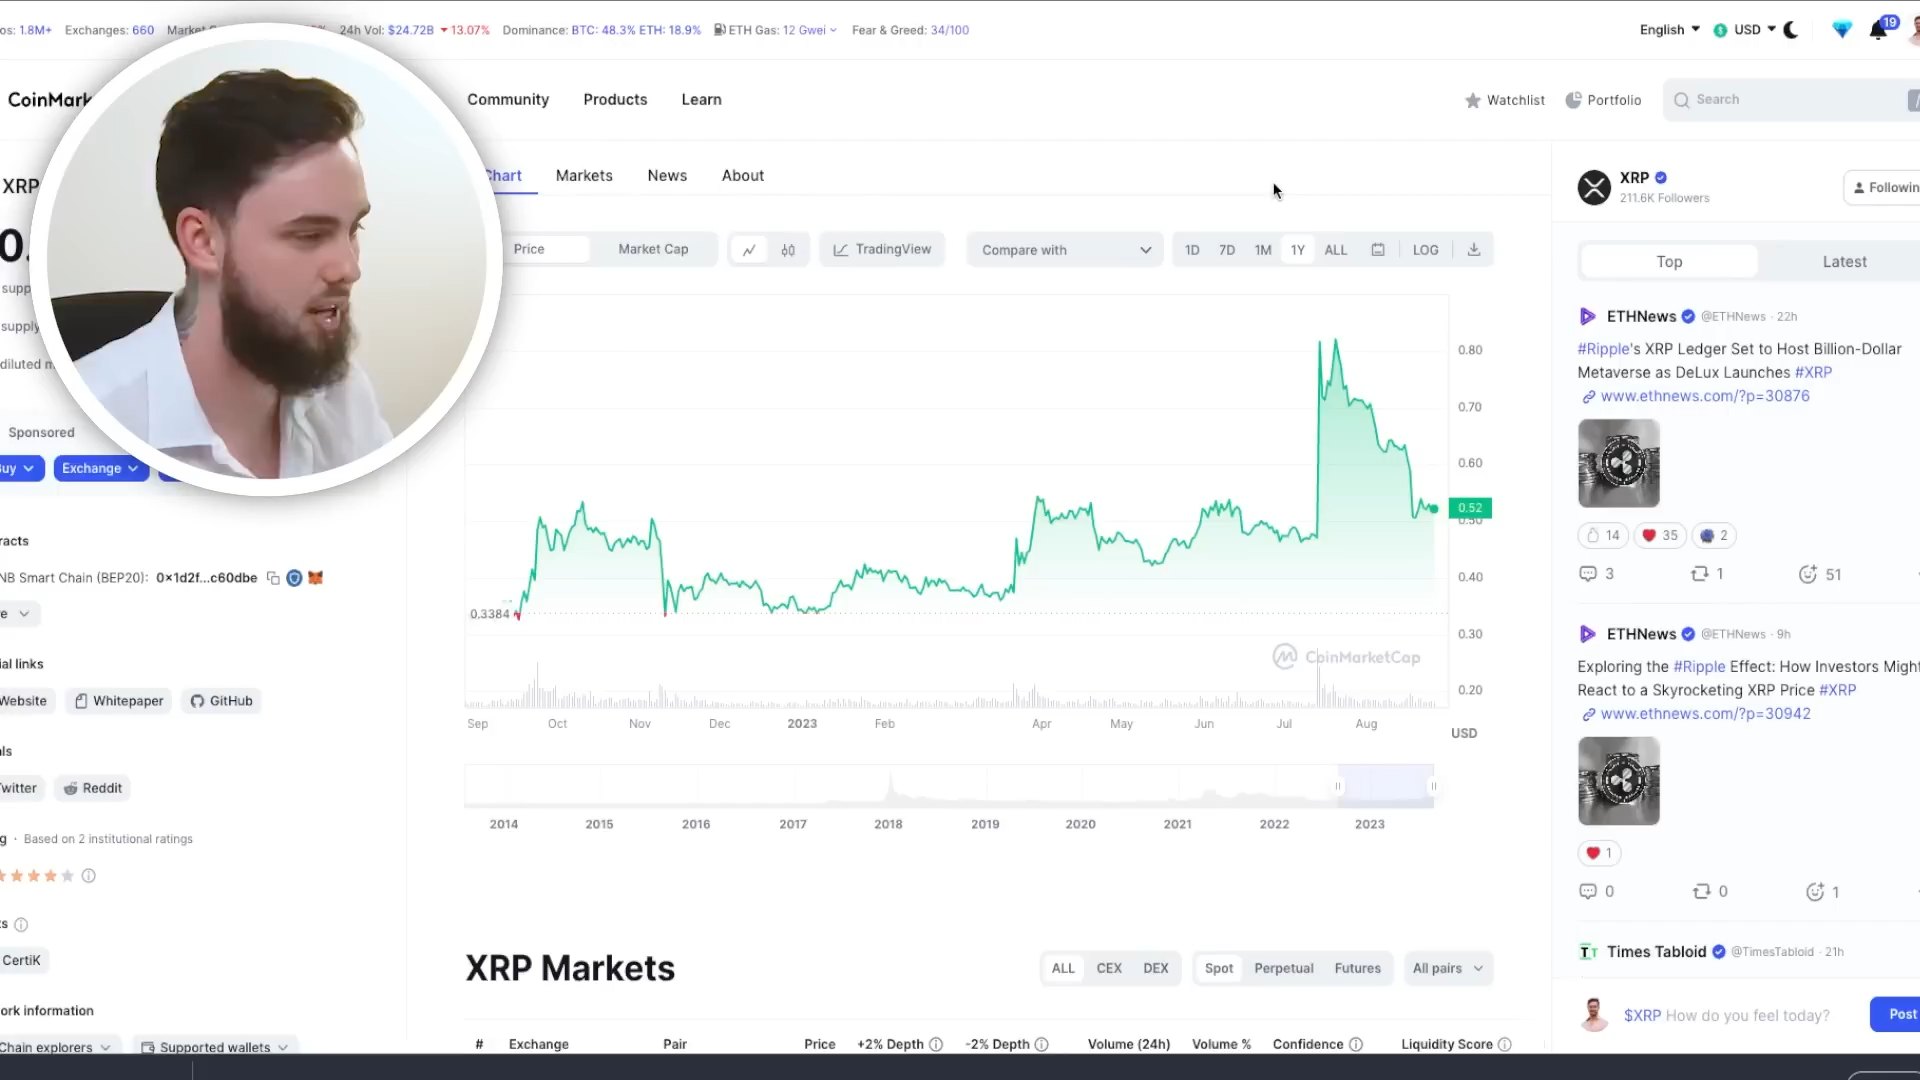 os: 1.8M+ Exchanges: 660 24h Vol: $24.72B 13.07% Dominance: BTC: 48.3% ETH: 18.9% ETH Gas: 12 Gwei Fear & Greed: 34/100
English USD 19
CoinMark Community Products Learn
Watchlist Portfolio Search /
XRP
0.
supp
supply
diluted m
Sponsored
Buy Exchange
racts
NB Smart Chain (BEP20): 0x1d2f...c60dbe
e
ial links
Website Whitepaper GitHub
ls
Twitter Reddit
g · Based on 2 institutional ratings
ts
CertiK
ork information
Chain explorers Supported wallets
Chart Markets News About
Price Market Cap TradingView Compare with 1D 7D 1M 1Y ALL LOG
0.80
0.70
0.60
0.52
0.50
0.40
0.3384
0.30
0.20
CoinMarketCap
Sep Oct Nov Dec 2023 Feb Apr May Jun Jul Aug
USD
2014 2015 2016 2017 2018 2019 2020 2021 2022 2023
XRP Markets
ALL CEX DEX Spot Perpetual Futures All pairs
# Exchange Pair Price +2% Depth -2% Depth Volume (24h) Volume % Confidence Liquidity Score
XRP
211.6K Followers
Followin
Top Latest
ETHNews @ETHNews · 22h
#Ripple's XRP Ledger Set to Host Billion-Dollar
Metaverse as DeLux Launches #XRP
www.ethnews.com/?p=30876
14 35 2
3 1 51
ETHNews @ETHNews · 9h
Exploring the #Ripple Effect: How Investors Might
React to a Skyrocketing XRP Price #XRP
www.ethnews.com/?p=30942
1
0 0 1
Times Tabloid @TimesTabloid · 21h
$XRP How do you feel today?
Post